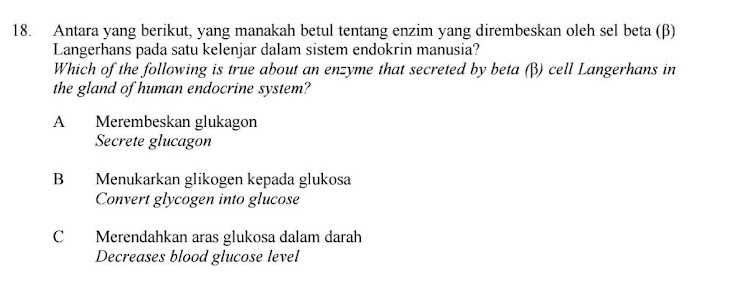 18. Antara yang berikut, yang manakah betul tentang enzim yang dirembeskan oleh sel beta (β)
Langerhans pada satu kelenjar dalam sistem endokrin manusia?
Which of the following is true about an enzyme that secreted by beta (β) cell Langerhans in
the gland of human endocrine system?
A Merembeskan glukagon
Secrete glucagon
B Menukarkan glikogen kepada glukosa
Convert glycogen into glucose
C Merendahkan aras glukosa dalam darah
Decreases blood glucose level